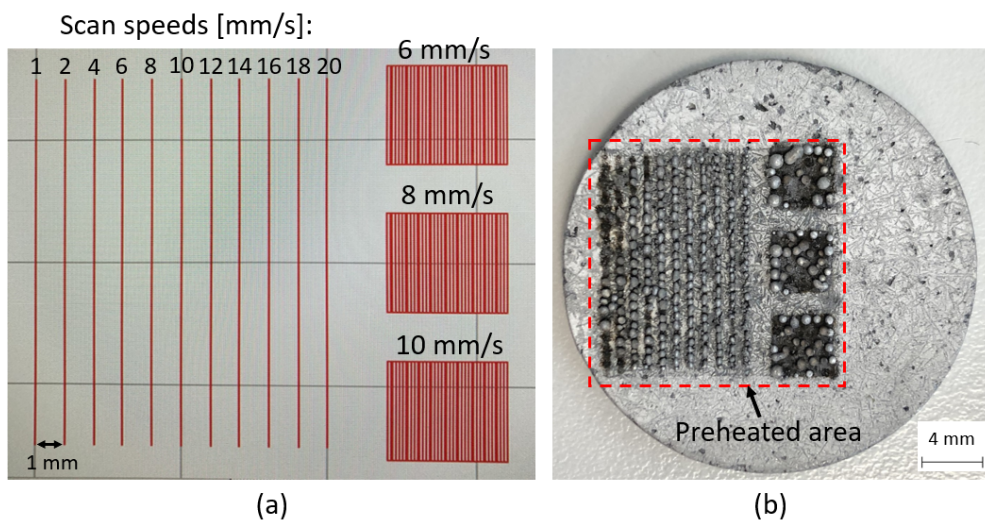 Scan speeds [mm/s]:
1 2 4 6 8 10 12 14 16 18 20
6 mm/s
8 mm/s
10 mm/s
1 mm
Preheated area
4 mm
(a)
(b)